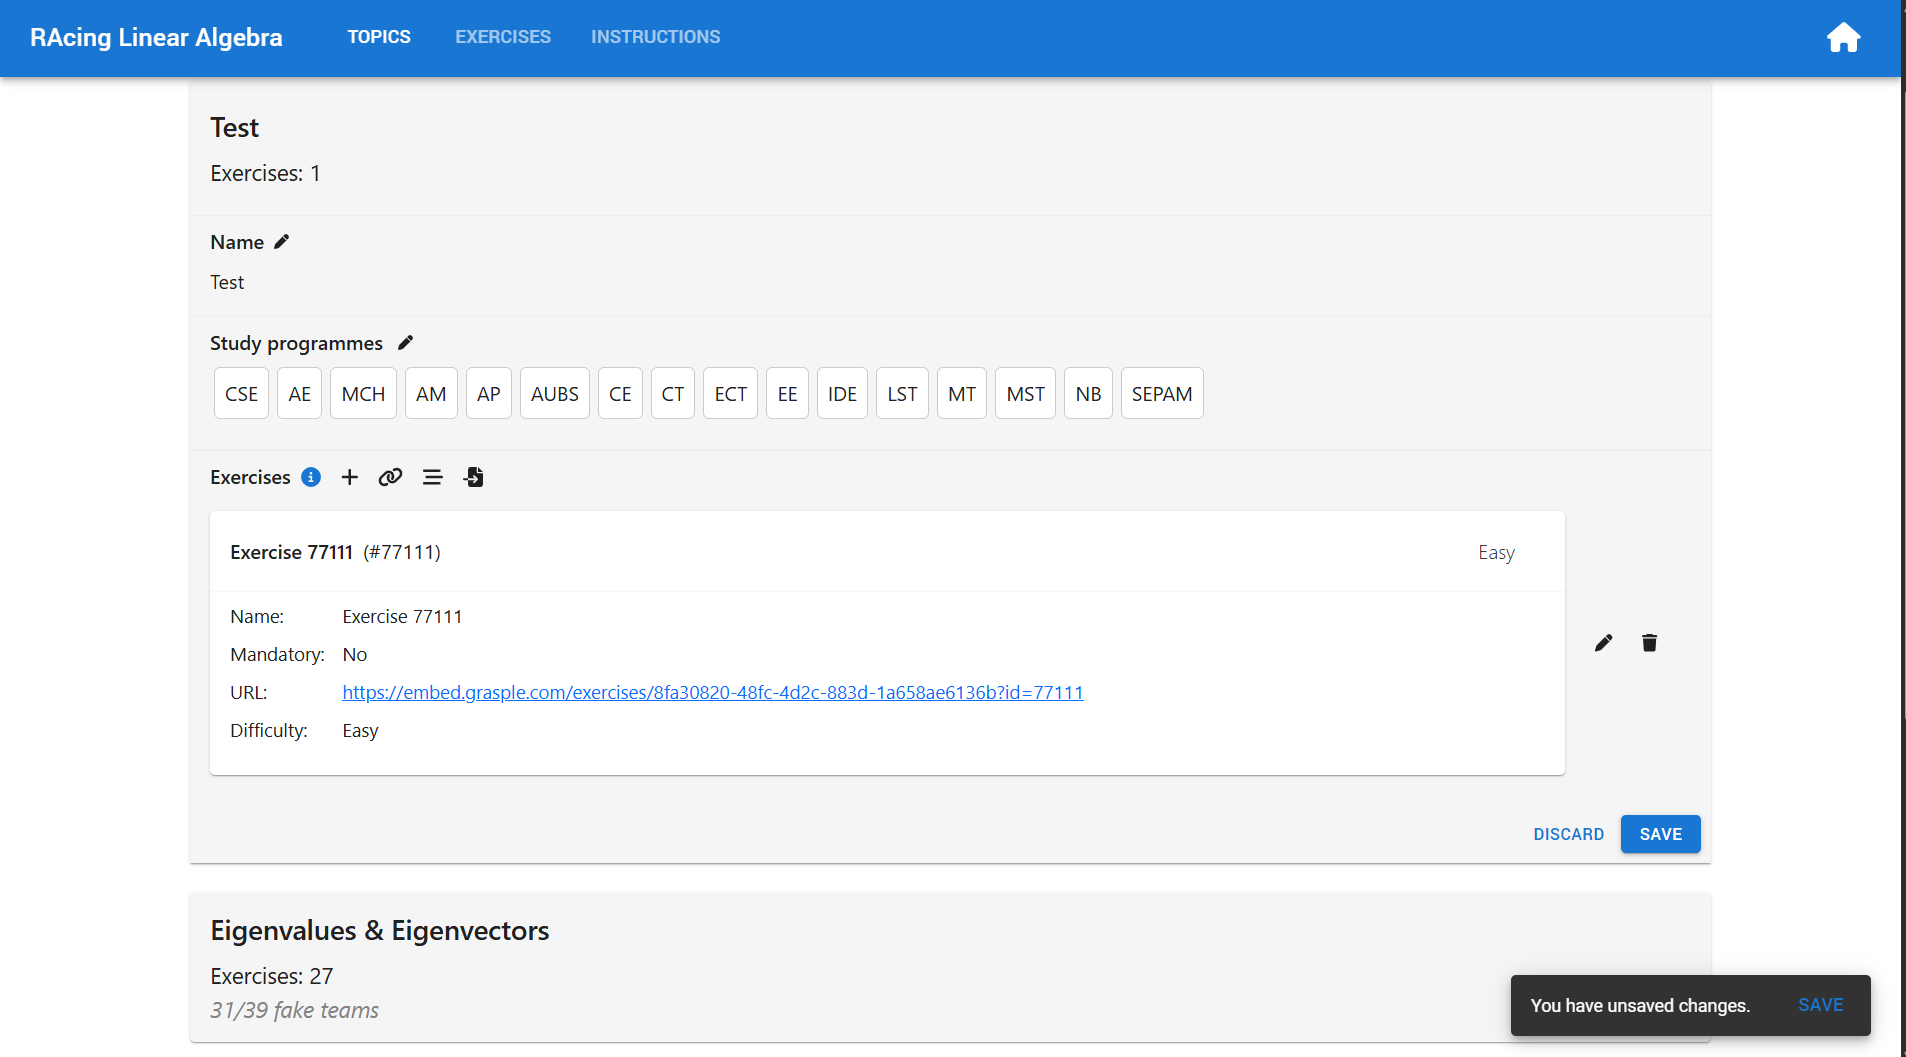 RAcing Linear Algebra TOPICS EXERCISES INSTRUCTIONS
Test
Exercises: 1
Name
Test
Study programmes
CSE AE MCH AM AP AUBS CE CT ECT EE IDE LST MT MST NB SEPAM
Exercises
Exercise 77111 (#77111) Easy
Name: Exercise 77111
Mandatory: No
URL: https://embed.grasple.com/exercises/8fa30820-48fc-4d2c-883d-1a658ae6136b?id=77111
Difficulty: Easy
DISCARD SAVE
Eigenvalues & Eigenvectors
Exercises: 27
31/39 fake teams
You have unsaved changes. SAVE